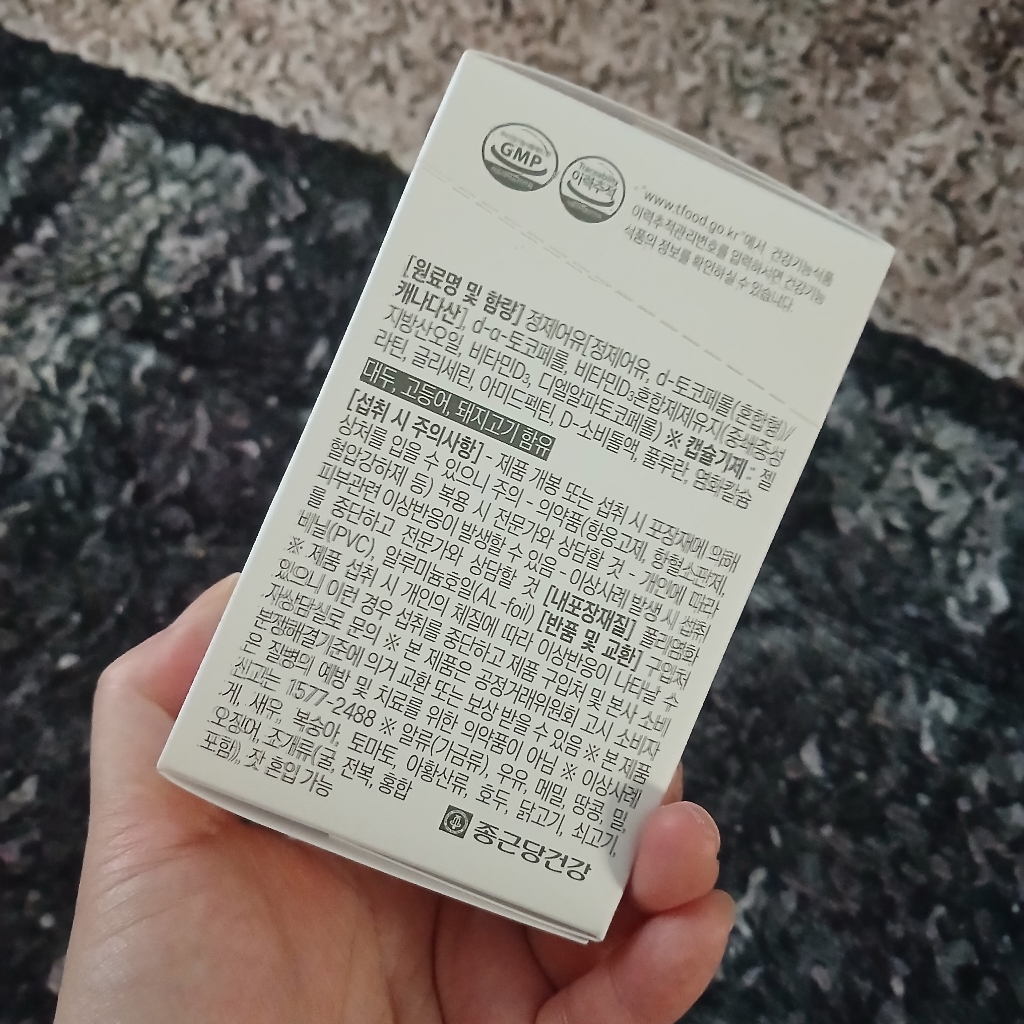 GMP
이력추적
"www.tfood.go.kr"에서 건강기능식품
이력추적관리번호를 입력하시면 건강기능
식품의 정보를 확인하실 수 있습니다.
[원료명 및 함량] 정제어유[정제어유, d-토코페롤(혼합형)//
캐나다산], d-α-토코페롤, 비타민D₃혼합제제유지(중쇄중성
지방산오일, 비타민D₃, 디엘알파토코페롤) ※ 캡슐기제 : 젤
라틴, 글리세린, 아미드펙틴, D-소비톨액, 풀루란, 염화칼슘
대두, 고등어, 돼지고기 함유
[섭취 시 주의사항] - 제품 개봉 또는 섭취 시 포장재에 의해
상처를 입을 수 있으니 주의 - 의약품(항응고제, 항혈소판제,
혈압강하제 등) 복용 시 전문가와 상담할 것 - 개인에 따라
피부관련 이상반응이 발생할 수 있음 - 이상사례 발생 시 섭취
를 중단하고 전문가와 상담할 것 [내포장재질] 폴리염화
비닐(PVC), 알루미늄호일(AL-foil) [반품 및 교환] 구입처
※ 제품 섭취 시 개인의 체질에 따라 이상반응이 나타날 수
있으니 이런 경우 섭취를 중단하고 제품 구입처 및 본사 소비
자상담실로 문의 ※ 본 제품은 공정거래위원회 고시 소비자
분쟁해결기준에 의거 교환 또는 보상 받을 수 있음 ※ 본 제품
은 질병의 예방 및 치료를 위한 의약품이 아님 ※ 이상사례
신고는 1577-2488 ※ 알류(가금류), 우유, 메밀, 땅콩, 밀,
게, 새우, 복숭아, 토마토, 아황산류, 호두, 닭고기, 쇠고기,
오징어, 조개류(굴, 전복, 홍합
포함), 잣 혼입 가능
종근당건강